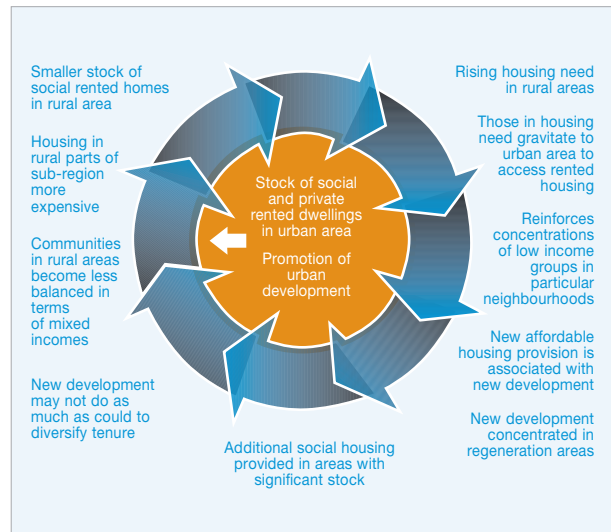 Smaller stock of
social rented homes
in rural area
Housing in
rural parts of
sub-region
more
expensive
Communities
in rural areas
become less
balanced in
terms
of mixed
incomes
New development
may not do as
much as could to
diversify tenure
Stock of social
and private
rented dwellings
in urban area
Promotion of
urban
development
Additional social housing
provided in areas with
significant stock
Rising housing need
in rural areas
Those in housing
need gravitate to
urban area to
access rented
housing
Reinforces
concentrations
of low income
groups in
particular
neighbourhoods
New affordable
housing provision is
associated with
new development
New development
concentrated in
regeneration areas